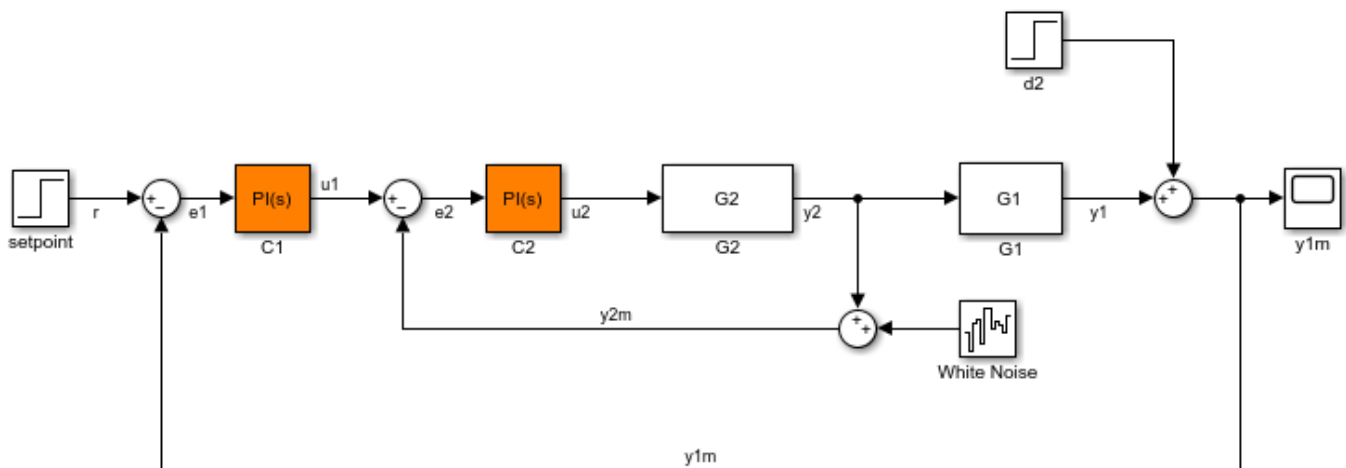 d2
PI(s)
u1
PI(s)
G2
G1
r
e1
e2
u2
y2
y1
setpoint
C1
C2
G2
G1
y1m
y2m
White Noise
y1m